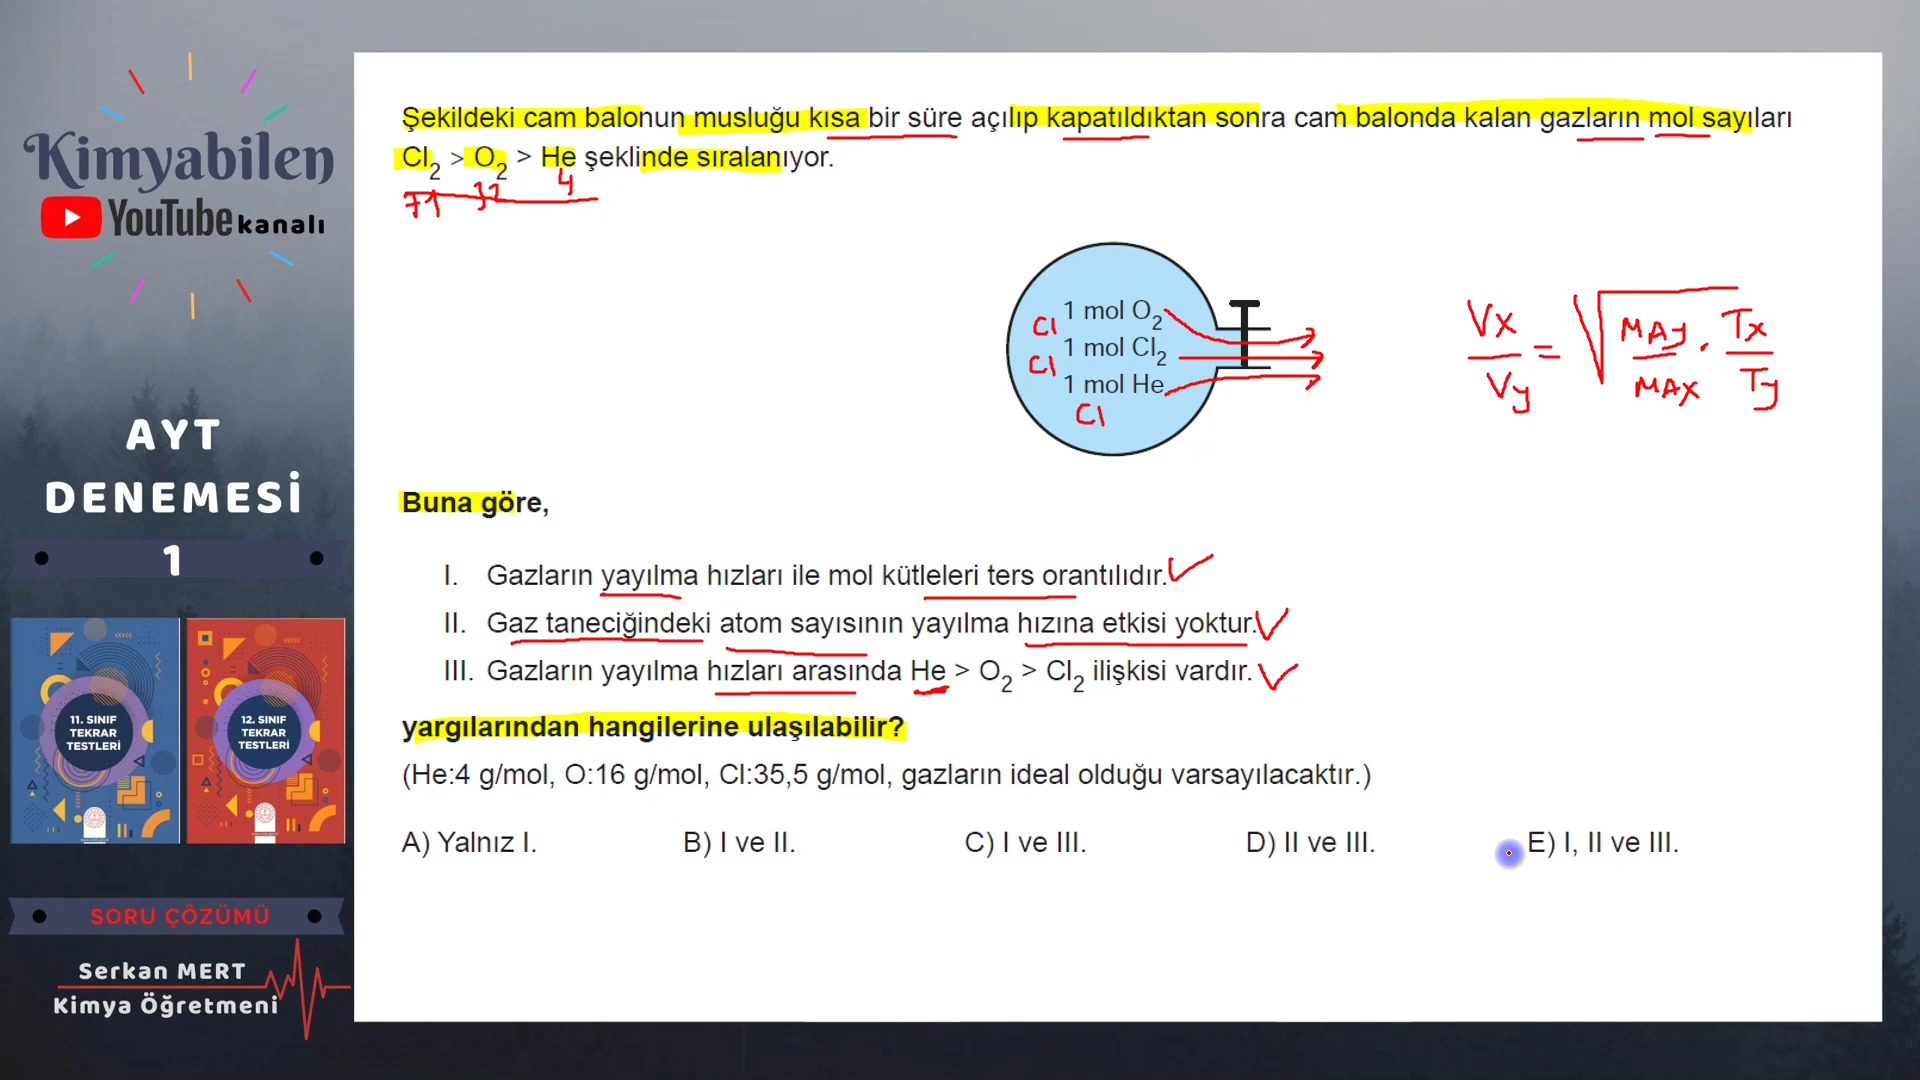 Kimyabilen
YouTube kanalı
AYT
DENEMESİ
1
11. SINIF
TEKRAR
TESTLERİ
12. SINIF
TEKRAR
TESTLERİ
SORU ÇÖZÜMÜ
Serkan MERT
Kimya Öğretmeni
Şekildeki cam balonun musluğu kısa bir süre açılıp kapatıldıktan sonra cam balonda kalan gazların mol sayıları
Cl₂ > O₂ > He şeklinde sıralanıyor.
71 32 4
1 mol O₂
Cl
1 mol Cl₂
Cl
1 mol He
Cl
Vx/Vy = √(MAy/MAx · Tx/Ty)
Buna göre,
I. Gazların yayılma hızları ile mol kütleleri ters orantılıdır.
II. Gaz taneciğindeki atom sayısının yayılma hızına etkisi yoktur.
III. Gazların yayılma hızları arasında He > O₂ > Cl₂ ilişkisi vardır.
yargılarından hangilerine ulaşılabilir?
(He:4 g/mol, O:16 g/mol, Cl:35,5 g/mol, gazların ideal olduğu varsayılacaktır.)
A) Yalnız I. B) I ve II. C) I ve III. D) II ve III. E) I, II ve III.